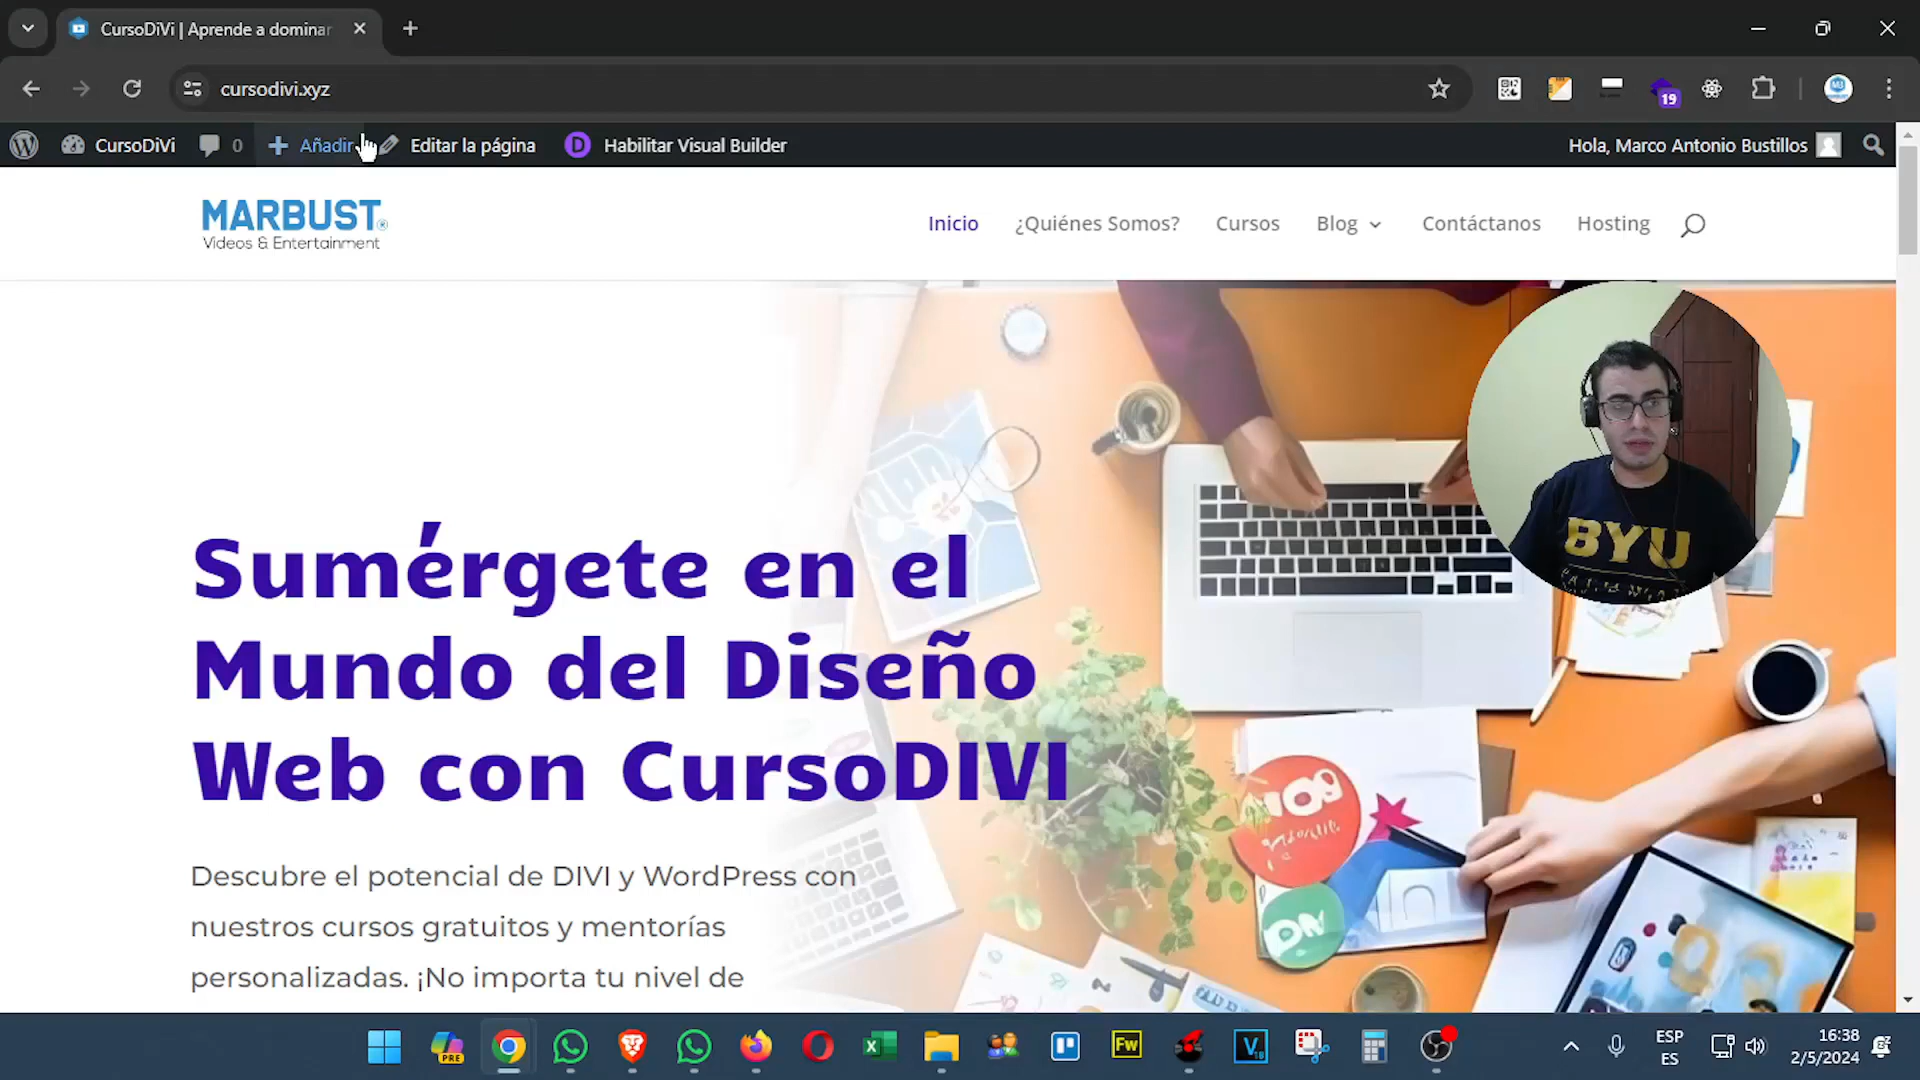 CursoDiVi | Aprende a dominar
cursodivi.xyz
19
CursoDiVi 0 Añadir Editar la página D Habilitar Visual Builder
Hola, Marco Antonio Bustillos
MARBUST®
Videos & Entertainment
Inicio ¿Quiénes Somos? Cursos Blog Contáctanos Hosting
BYU
Sumérgete en el
Mundo del Diseño
Web con CursoDIVI
Descubre el potencial de DIVI y WordPress con
nuestros cursos gratuitos y mentorías
personalizadas. ¡No importa tu nivel de
PRE
Fw
ESP
ES
16:38
2/5/2024